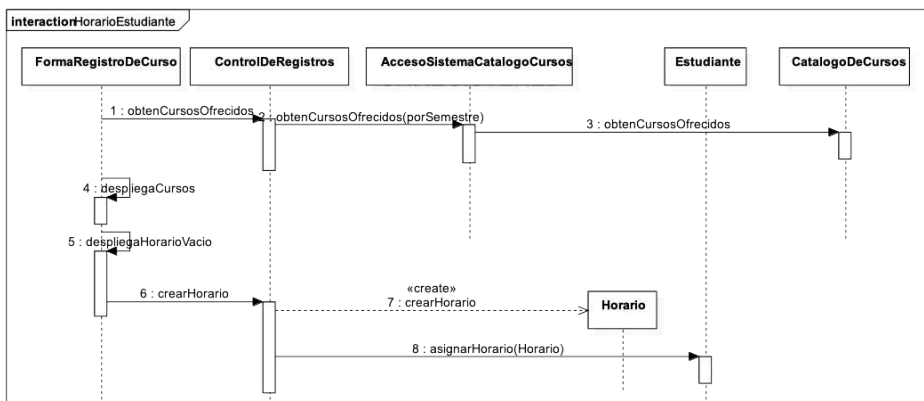 interactionHorarioEstudiante
FormaRegistroDeCurso
ControlDeRegistros
AccesoSistemaCatalogoCursos
Estudiante
CatalogoDeCursos
1 : obtenCursosOfrecidos
2 : obtenCursosOfrecidos(porSemestre)
3 : obtenCursosOfrecidos
4 : despliegaCursos
5 : despliegaHorarioVacio
6 : crearHorario
«create»
7 : crearHorario
Horario
8 : asignarHorario(Horario)